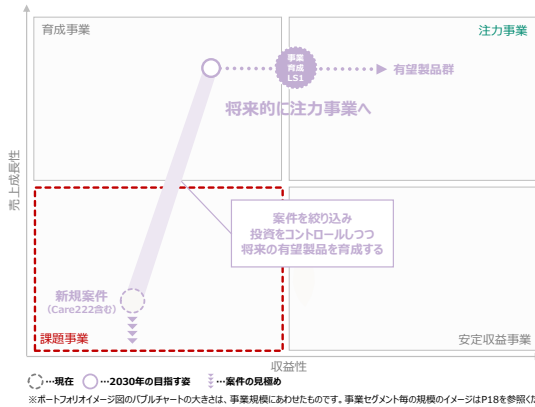 育成事業
注力事業
事業
育成
LS1
有望製品群
将来的に注力事業へ
売上成長性
案件を絞り込み
投資をコントロールしつつ
将来の有望製品を育成する
新規案件
(Care222含む)
課題事業
安定収益事業
収益性
…現在 …2030年の目指す姿 …案件の見極め
※ポートフォリオイメージ図のバブルチャートの大きさは、事業規模にあわせたものです。事業セグメント毎の規模のイメージはP18を参照くだ